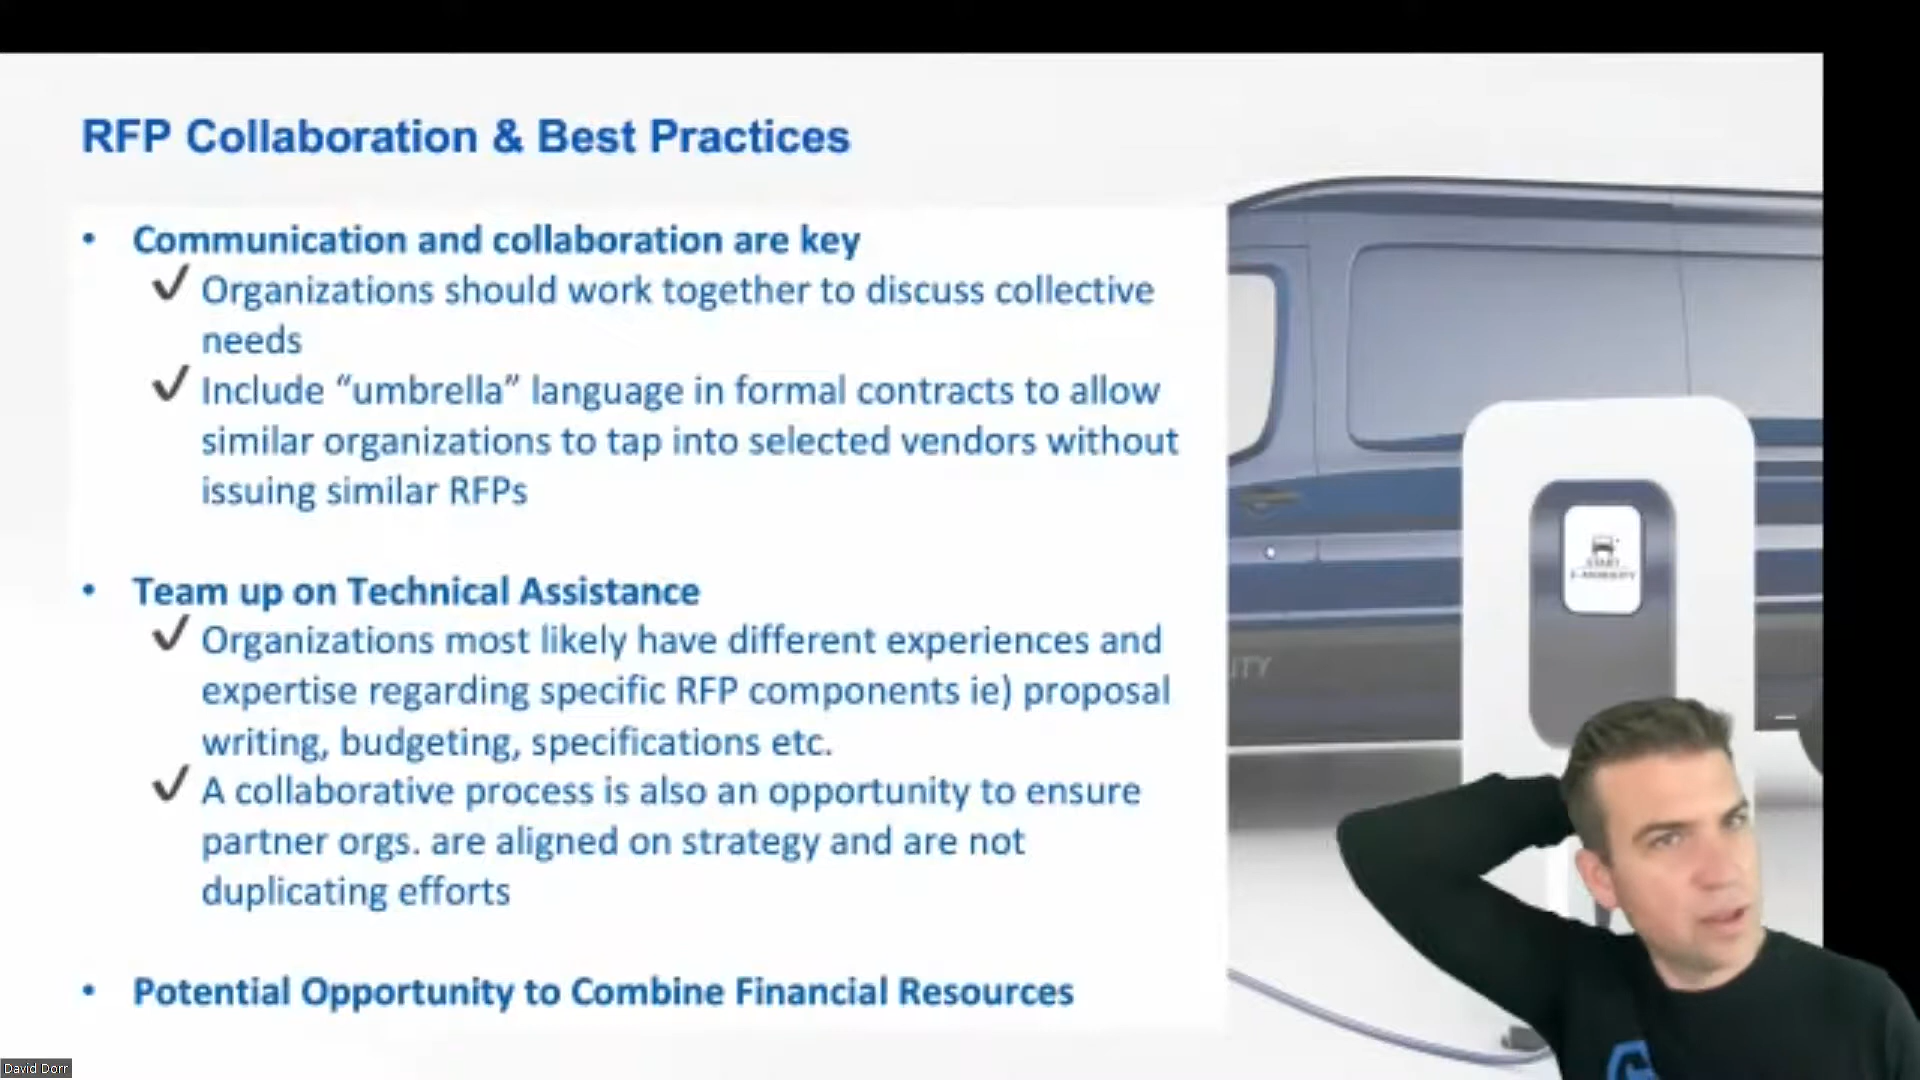 RFP Collaboration & Best Practices
• Communication and collaboration are key
✔ Organizations should work together to discuss collective
needs
✔ Include “umbrella” language in formal contracts to allow
similar organizations to tap into selected vendors without
issuing similar RFPs
• Team up on Technical Assistance
✔ Organizations most likely have different experiences and
expertise regarding specific RFP components ie) proposal
writing, budgeting, specifications etc.
✔ A collaborative process is also an opportunity to ensure
partner orgs. are aligned on strategy and are not
duplicating efforts
• Potential Opportunity to Combine Financial Resources
START
E-MOBILITY
ITY
David Dorr